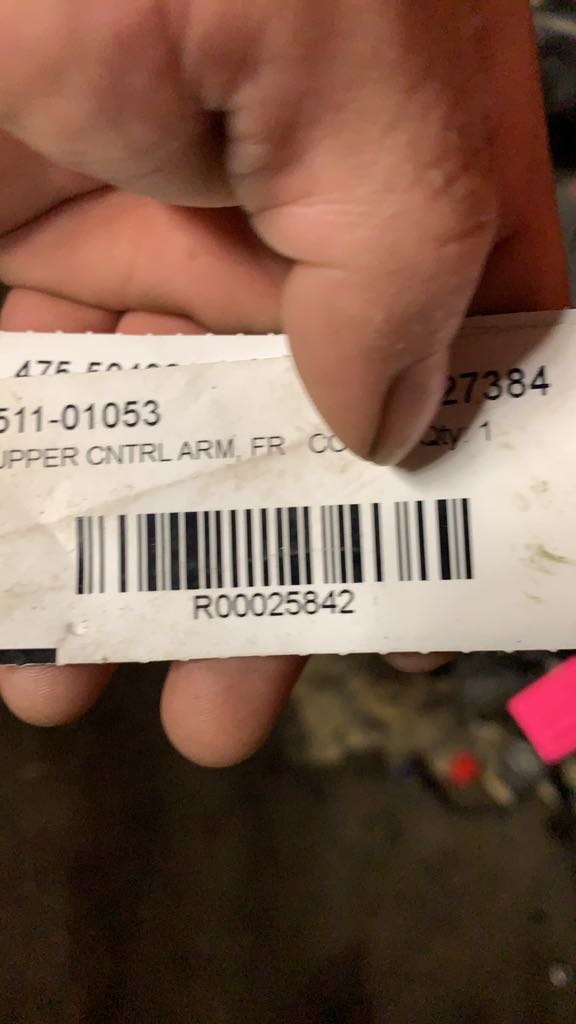 511-01053
27384
UPPER CNTRL ARM, FR Qty: 1
R00025842